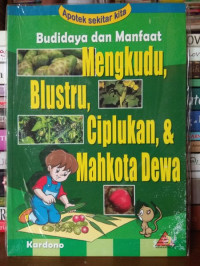 Apotek sekitar kita
Budidaya dan Manfaat
Mengkudu,
Blustru,
Ciplukan, &
Mahkota Dewa
Kardono